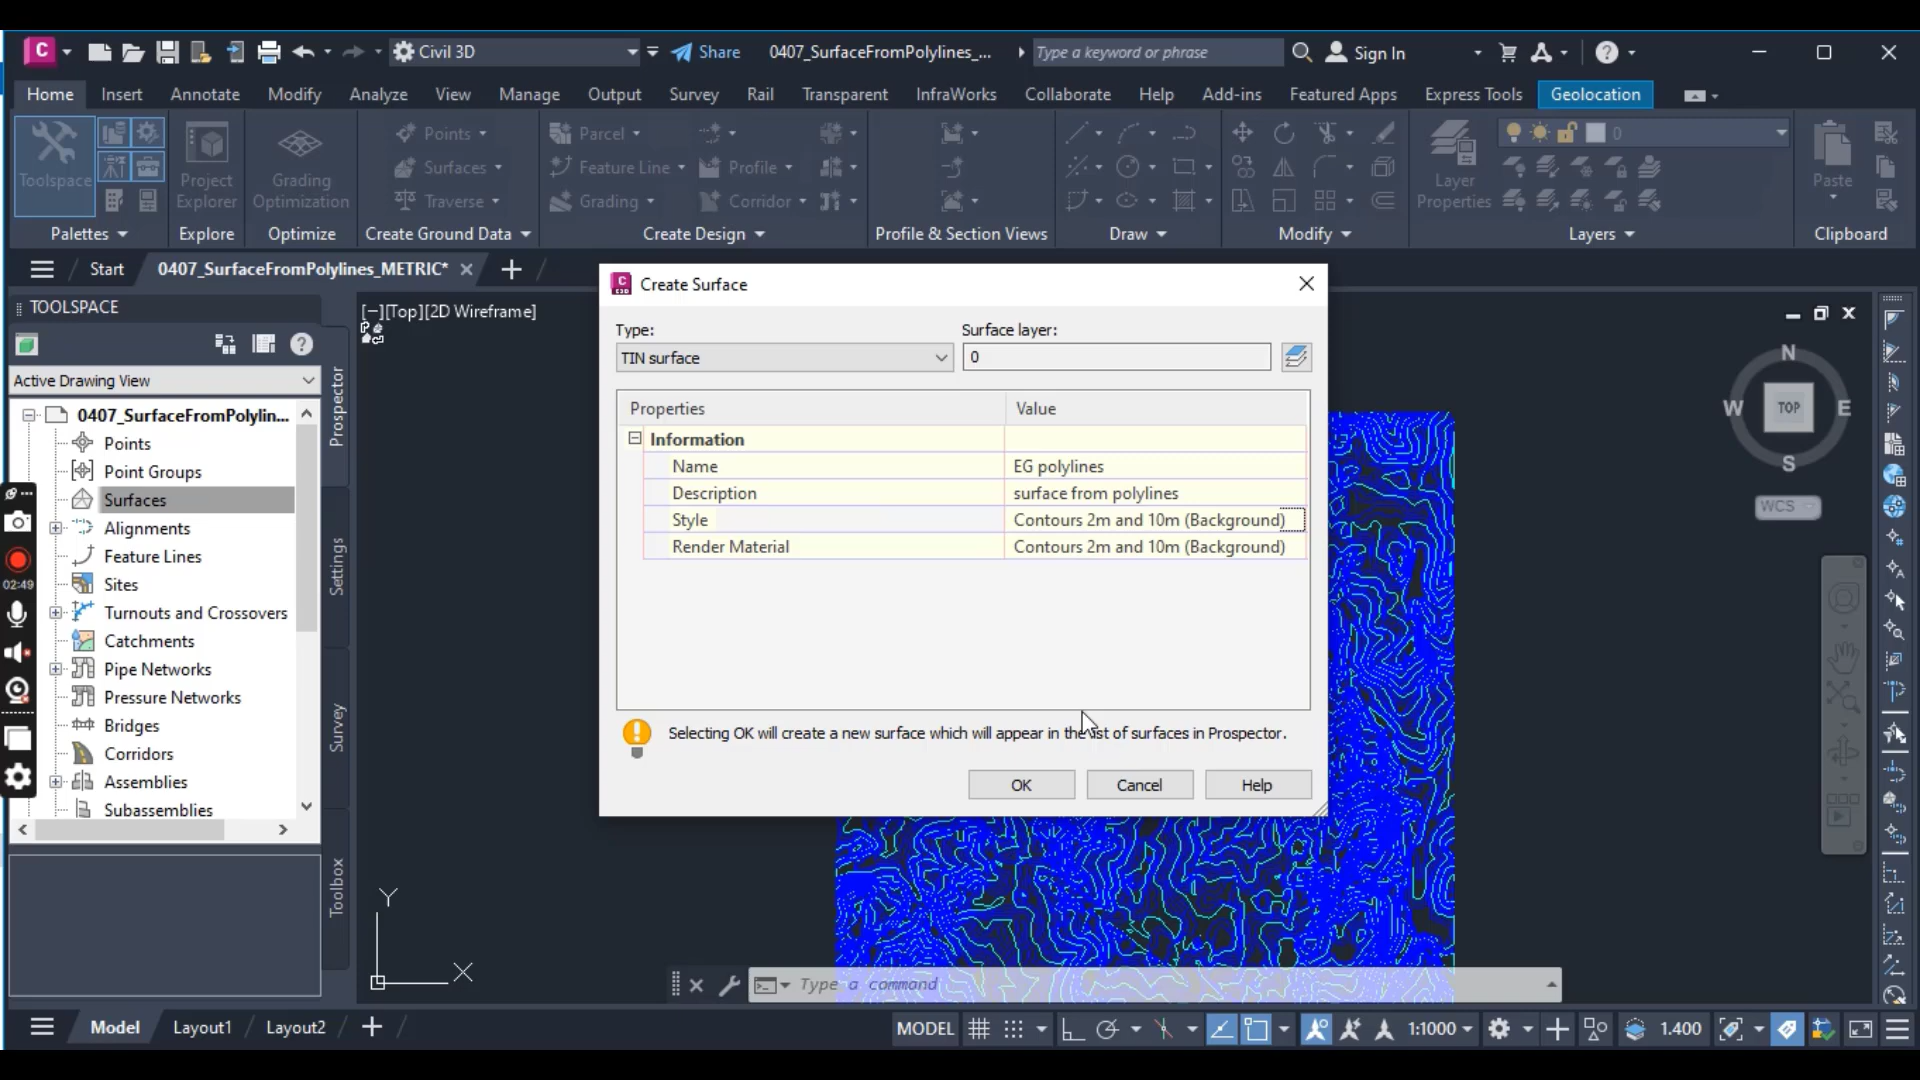 C
Civil 3D
Share
0407_SurfaceFromPolylines_...
Type a keyword or phrase
Sign In
Home Insert Annotate Modify Analyze View Manage Output Survey Rail Transparent InfraWorks Collaborate Help Add-ins Featured Apps Express Tools Geolocation
Toolspace
Project Explorer
Grading Optimization
Points
Surfaces
Traverse
Parcel
Feature Line
Grading
Profile
Corridor
Layer Properties
0
Paste
Palettes Explore Optimize Create Ground Data Create Design Profile & Section Views Draw Modify Layers Clipboard
Start
0407_SurfaceFromPolylines_METRIC*
TOOLSPACE
Active Drawing View
0407_SurfaceFromPolylin...
Points
Point Groups
Surfaces
Alignments
Feature Lines
Sites
Turnouts and Crossovers
Catchments
Pipe Networks
Pressure Networks
Bridges
Corridors
Assemblies
Subassemblies
Prospector
Settings
Survey
Toolbox
02:49
[−][Top][2D Wireframe]
Create Surface
Type:
Surface layer:
TIN surface
0
Properties Value
Information
Name EG polylines
Description surface from polylines
Style Contours 2m and 10m (Background)
Render Material Contours 2m and 10m (Background)
Selecting OK will create a new surface which will appear in the list of surfaces in Prospector.
OK Cancel Help
N
W TOP E
S
WCS
Y
X
Type a command
Model Layout1 Layout2
MODEL
1:1000
1.400